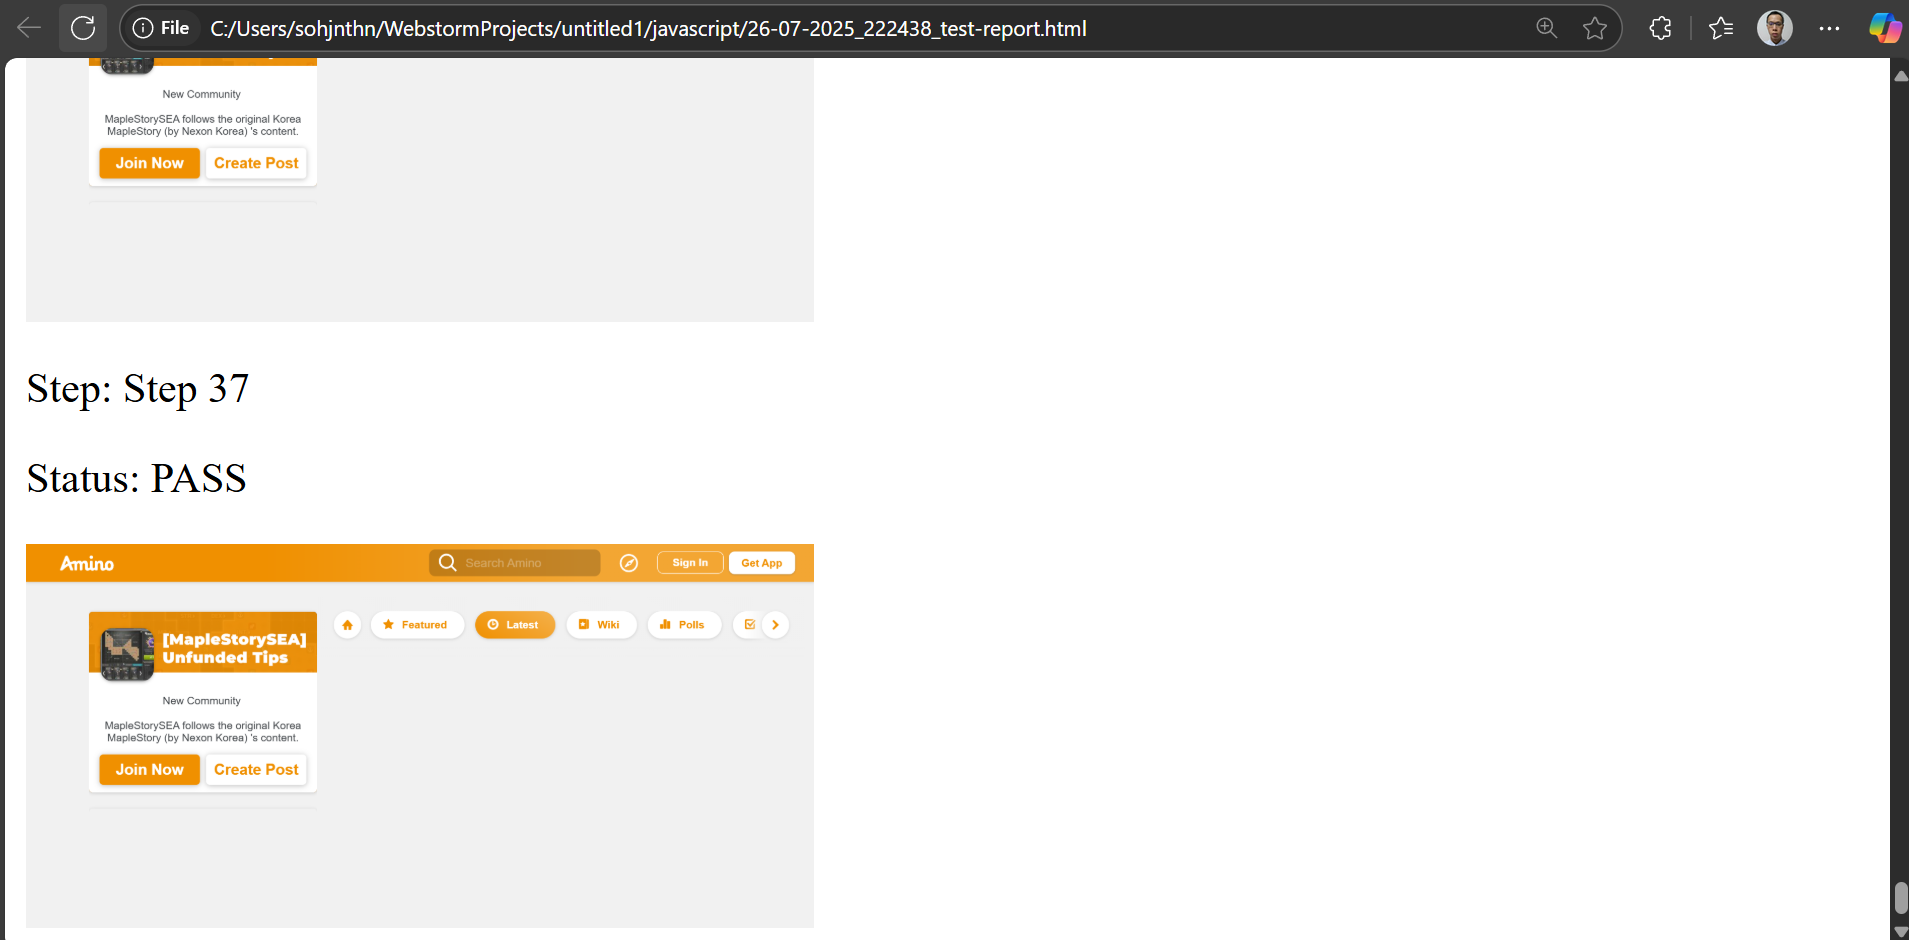 File C:/Users/sohjnthn/WebstormProjects/untitled1/javascript/26-07-2025_222438_test-report.html
New Community
MapleStorySEA follows the original Korea
MapleStory (by Nexon Korea) 's content.
Join Now Create Post
Step: Step 37
Status: PASS
Amino Search Amino Sign In Get App
Featured Latest Wiki Polls
[MapleStorySEA]
Unfunded Tips
New Community
MapleStorySEA follows the original Korea
MapleStory (by Nexon Korea) 's content.
Join Now Create Post